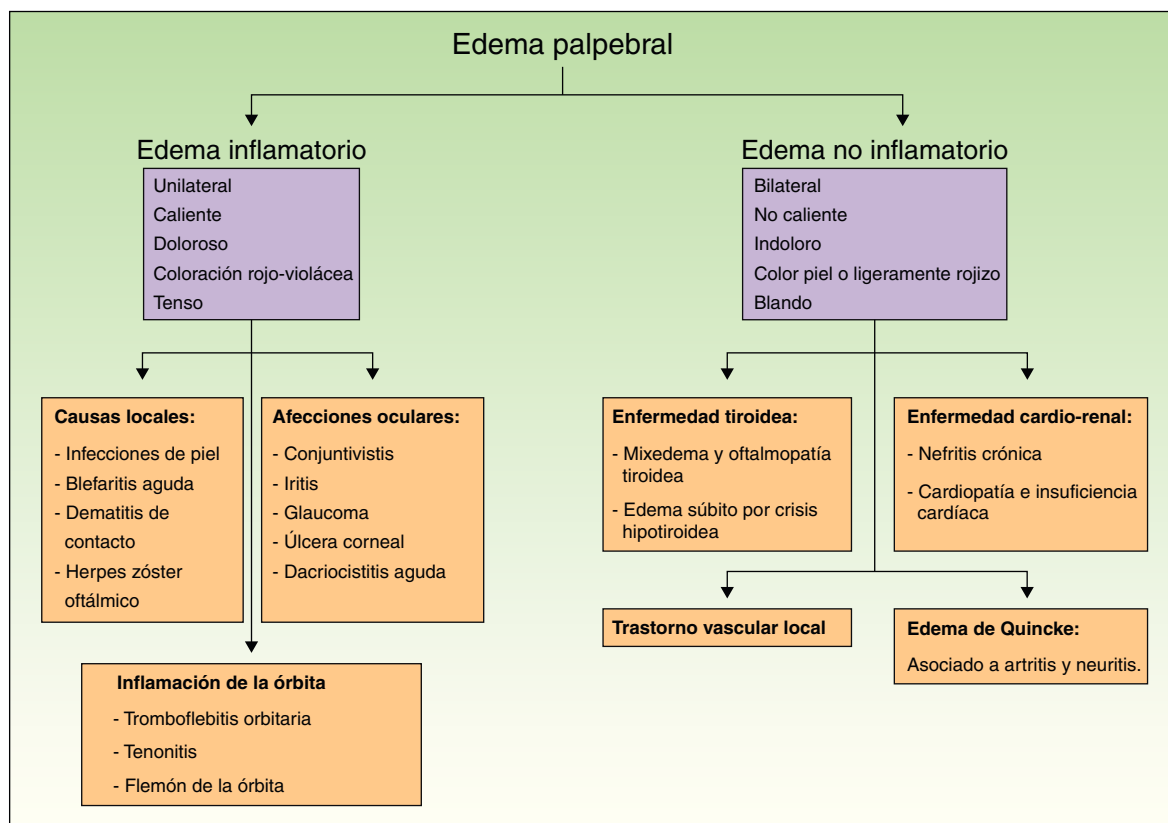 Edema palpebral
Edema inflamatorio
Unilateral
Caliente
Doloroso
Coloración rojo-violácea
Tenso
Edema no inflamatorio
Bilateral
No caliente
Indoloro
Color piel o ligeramente rojizo
Blando
Causas locales:
- Infecciones de piel
- Blefaritis aguda
- Dematitis de
contacto
- Herpes zóster
oftálmico
Afecciones oculares:
- Conjuntivistis
- Iritis
- Glaucoma
- Úlcera corneal
- Dacriocistitis aguda
Inflamación de la órbita
- Tromboflebitis orbitaria
- Tenonitis
- Flemón de la órbita
Enfermedad tiroidea:
- Mixedema y oftalmopatía
tiroidea
- Edema súbito por crisis
hipotiroidea
Enfermedad cardio-renal:
- Nefritis crónica
- Cardiopatía e insuficiencia
cardíaca
Trastorno vascular local
Edema de Quincke:
Asociado a artritis y neuritis.